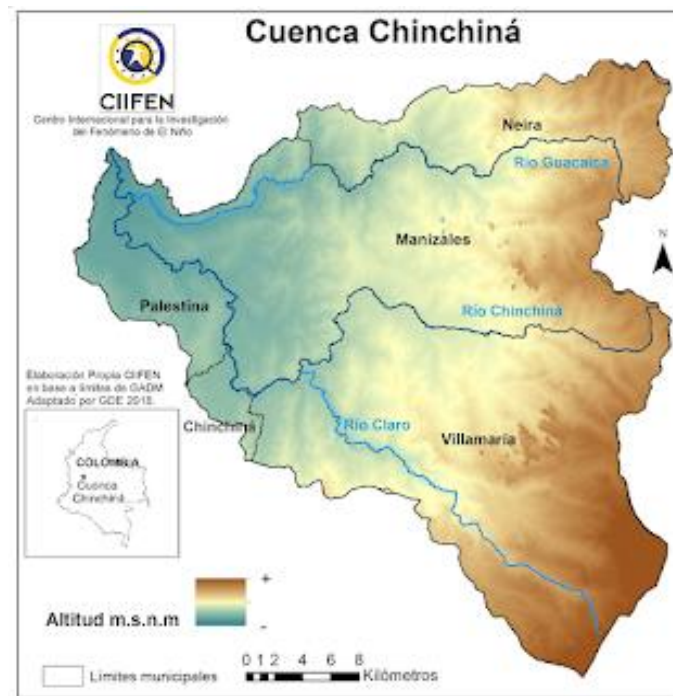 Cuenca Chinchiná
CIIFEN
Centro Internacional para la Investigación
del Fenómeno de El Niño
Neira
Río Guacaica
Manizales
N
Palestina
Río Chinchiná
Elaboración Propia CIIFEN
en base a límites de GADM
Adaptado por GDE 2018.
Chinchiná
Río Claro
Villamaría
COLOMBIA
Cuenca
Chinchiná
+
-
Altitud m.s.n.m
Límites municipales
0 1 2 4 6 8
Kilómetros